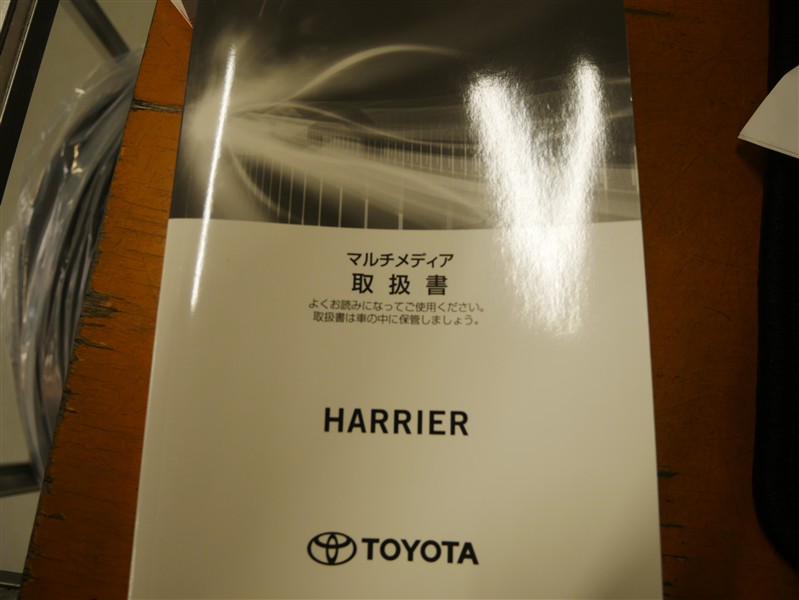 マルチメディア
取扱書
よくお読みになってご使用ください。
取扱書は車の中に保管しましょう。
HARRIER
TOYOTA